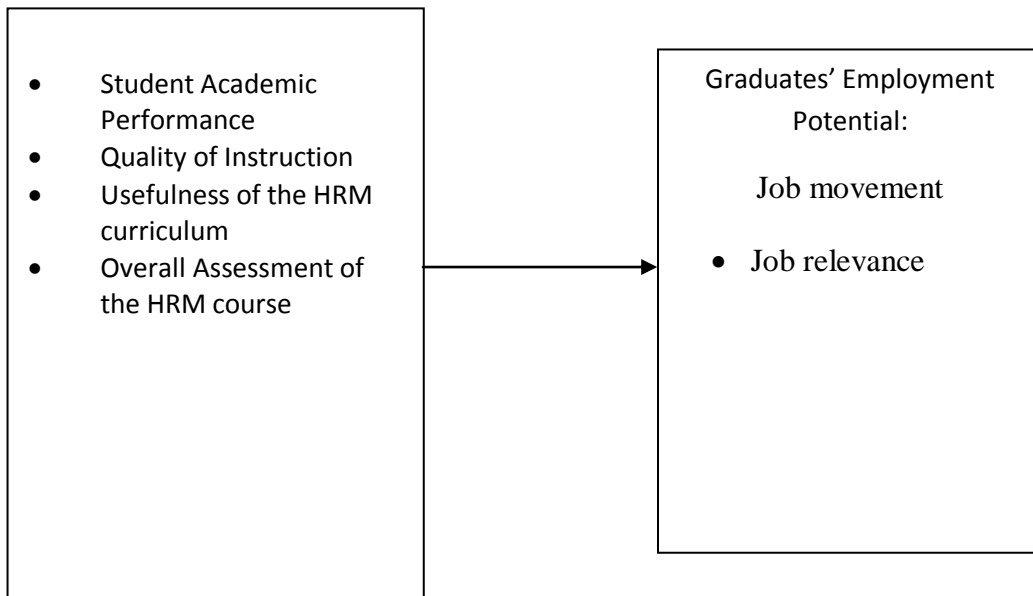 • Student Academic
Performance
• Quality of Instruction
• Usefulness of the HRM
curriculum
• Overall Assessment of
the HRM course
Graduates’ Employment
Potential:
Job movement
• Job relevance